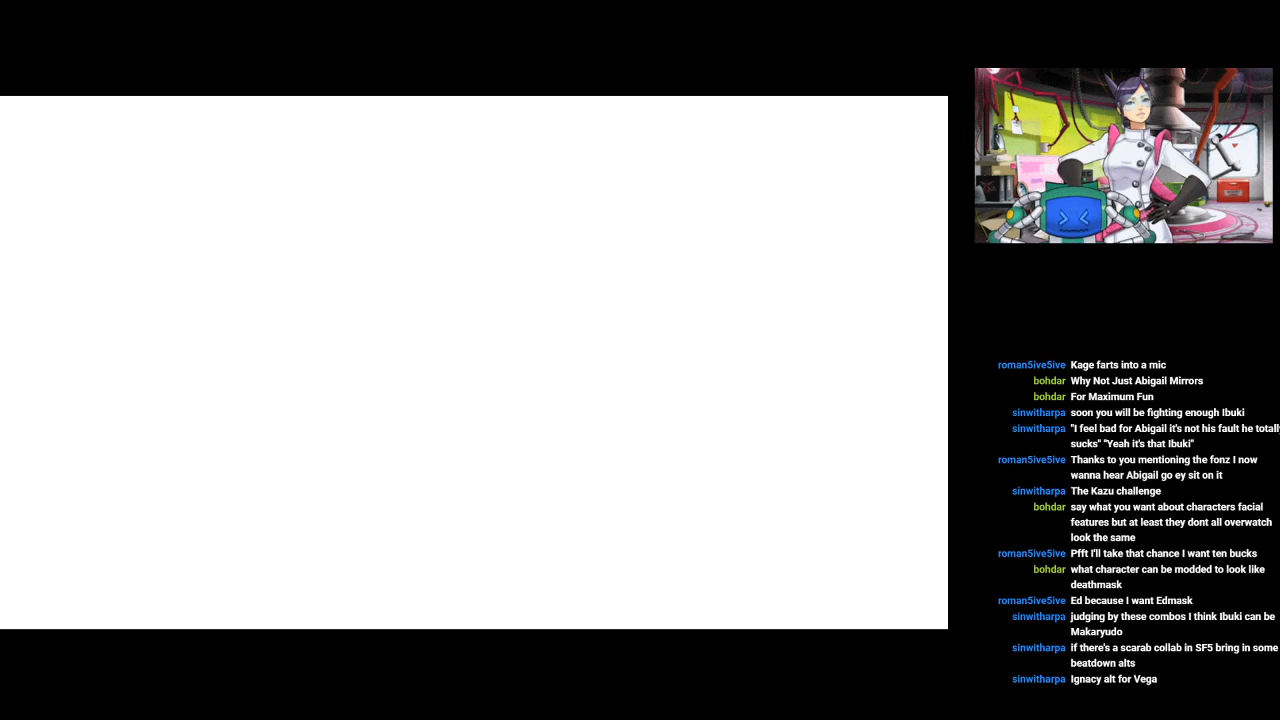 roman5ive5ive Kage farts into a mic
bohdar Why Not Just Abigail Mirrors
bohdar For Maximum Fun
sinwitharpa soon you will be fighting enough Ibuki
sinwitharpa "I feel bad for Abigail it's not his fault he totally
sucks" "Yeah it's that Ibuki"
roman5ive5ive Thanks to you mentioning the fonz I now
wanna hear Abigail go ey sit on it
sinwitharpa The Kazu challenge
bohdar say what you want about characters facial
features but at least they dont all overwatch
look the same
roman5ive5ive Pfft I'll take that chance I want ten bucks
bohdar what character can be modded to look like
deathmask
roman5ive5ive Ed because I want Edmask
sinwitharpa judging by these combos I think Ibuki can be
Makaryudo
sinwitharpa if there's a scarab collab in SF5 bring in some
beatdown alts
sinwitharpa Ignacy alt for Vega